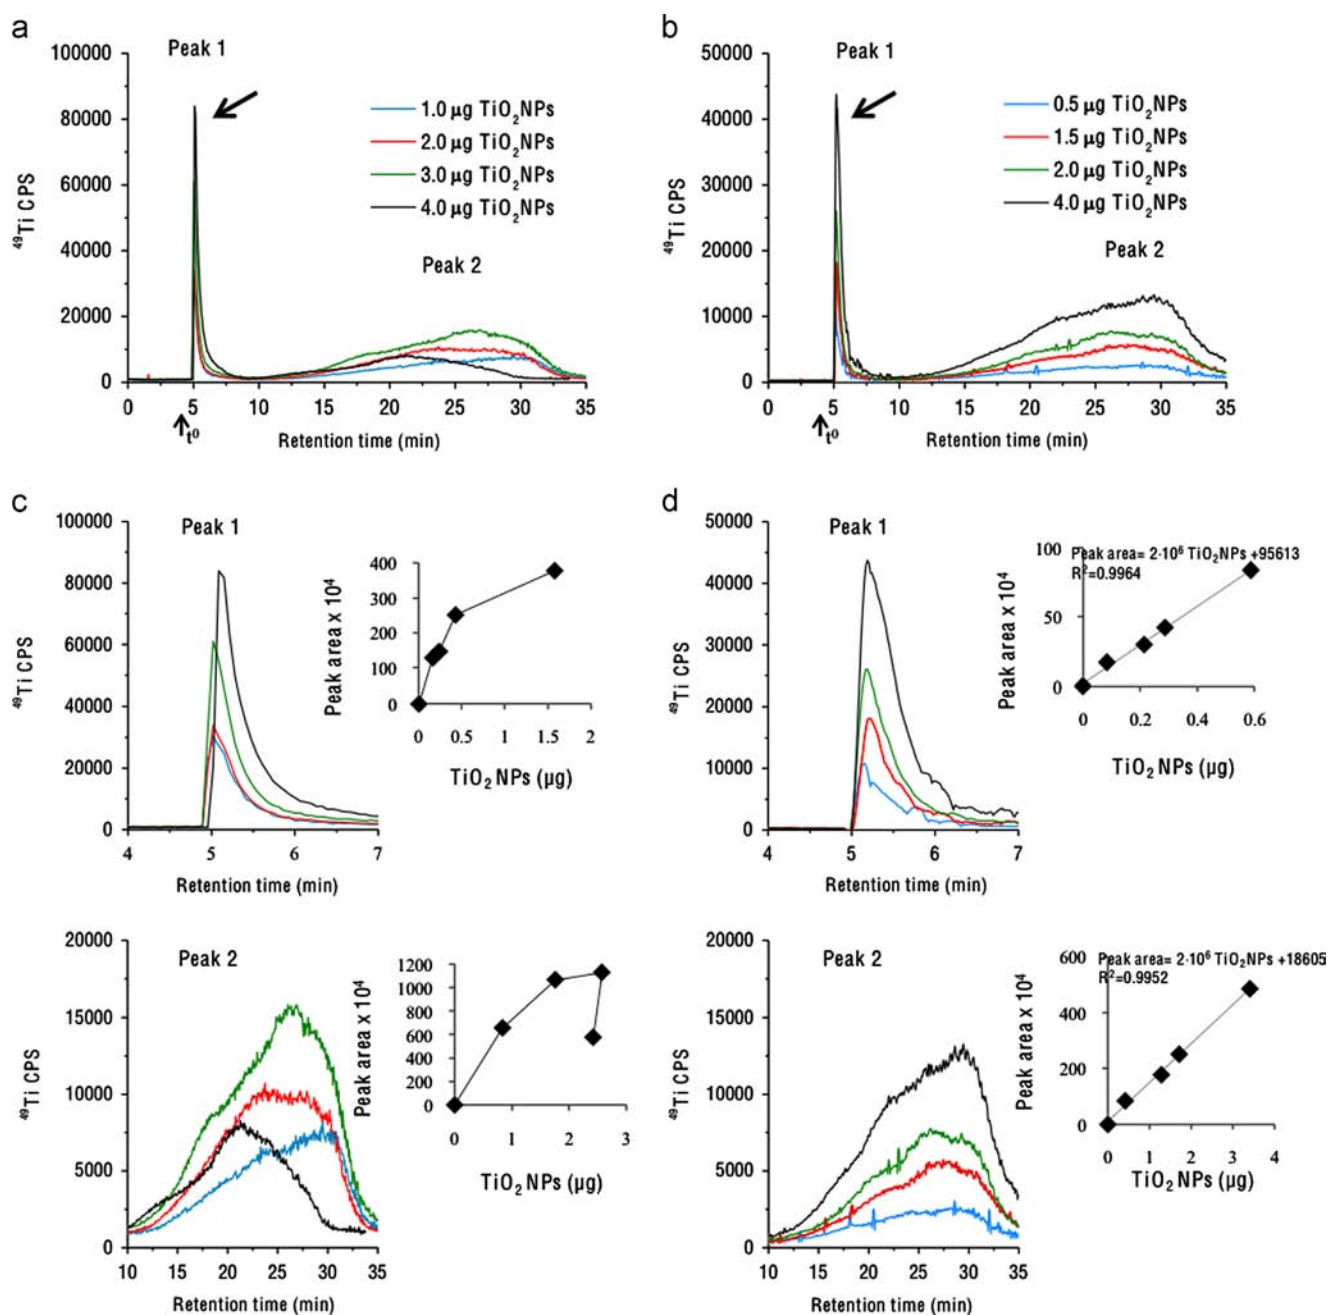 a
Peak 1
100000
80000
60000
40000
20000
0
⁴⁹Ti CPS
1.0 µg TiO₂NPs
2.0 µg TiO₂NPs
3.0 µg TiO₂NPs
4.0 µg TiO₂NPs
Peak 2
0 5 10 15 20 25 30 35
t⁰
Retention time (min)
b
Peak 1
50000
40000
30000
20000
10000
0
⁴⁹Ti CPS
0.5 µg TiO₂NPs
1.5 µg TiO₂NPs
2.0 µg TiO₂NPs
4.0 µg TiO₂NPs
Peak 2
0 5 10 15 20 25 30 35
t⁰
Retention time (min)
c
Peak 1
100000
80000
60000
40000
20000
0
⁴⁹Ti CPS
4 5 6 7
Retention time (min)
Peak area x 10⁴
400
300
200
100
0
0 0.5 1 1.5 2
TiO₂ NPs (µg)
d
Peak 1
50000
40000
30000
20000
10000
0
⁴⁹Ti CPS
4 5 6 7
Retention time (min)
Peak area= 2·10⁶ TiO₂NPs +95613
R²=0.9964
Peak area x 10⁴
100
50
0
0 0.2 0.4 0.6
TiO₂ NPs (µg)
Peak 2
20000
15000
10000
5000
0
⁴⁹Ti CPS
10 15 20 25 30 35
Retention time (min)
Peak area x 10⁴
1200
1000
800
600
400
200
0
0 1 2 3
TiO₂ NPs (µg)
Peak 2
20000
15000
10000
5000
0
⁴⁹Ti CPS
10 15 20 25 30 35
Retention time (min)
Peak area= 2·10⁶ TiO₂NPs +18605
R²=0.9952
Peak area x 10⁴
600
400
200
0
0 1 2 3 4
TiO₂ NPs (µg)